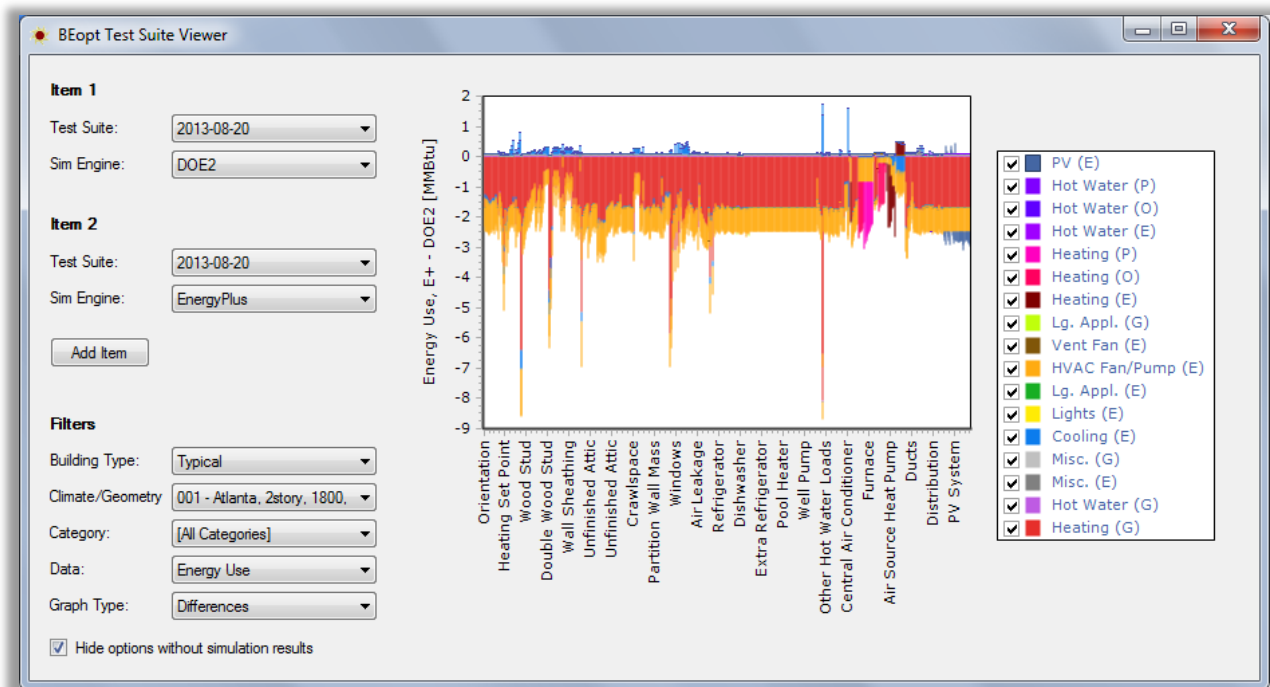 BEopt Test Suite Viewer
Item 1
Test Suite: 2013-08-20
Sim Engine: DOE2
Item 2
Test Suite: 2013-08-20
Sim Engine: EnergyPlus
Add Item
Filters
Building Type: Typical
Climate/Geometry 001 - Atlanta, 2story, 1800,
Category: [All Categories]
Data: Energy Use
Graph Type: Differences
Hide options without simulation results
Energy Use, E+ - DOE2 [MMBtu]
2
1
0
-1
-2
-3
-4
-5
-6
-7
-8
-9
Orientation
Heating Set Point
Wood Stud
Double Wood Stud
Wall Sheathing
Unfinished Attic
Unfinished Attic
Crawlspace
Partition Wall Mass
Windows
Air Leakage
Refrigerator
Dishwasher
Extra Refrigerator
Pool Heater
Well Pump
Other Hot Water Loads
Central Air Conditioner
Furnace
Air Source Heat Pump
Ducts
Distribution
PV System
PV (E)
Hot Water (P)
Hot Water (O)
Hot Water (E)
Heating (P)
Heating (O)
Heating (E)
Lg. Appl. (G)
Vent Fan (E)
HVAC Fan/Pump (E)
Lg. Appl. (E)
Lights (E)
Cooling (E)
Misc. (G)
Misc. (E)
Hot Water (G)
Heating (G)